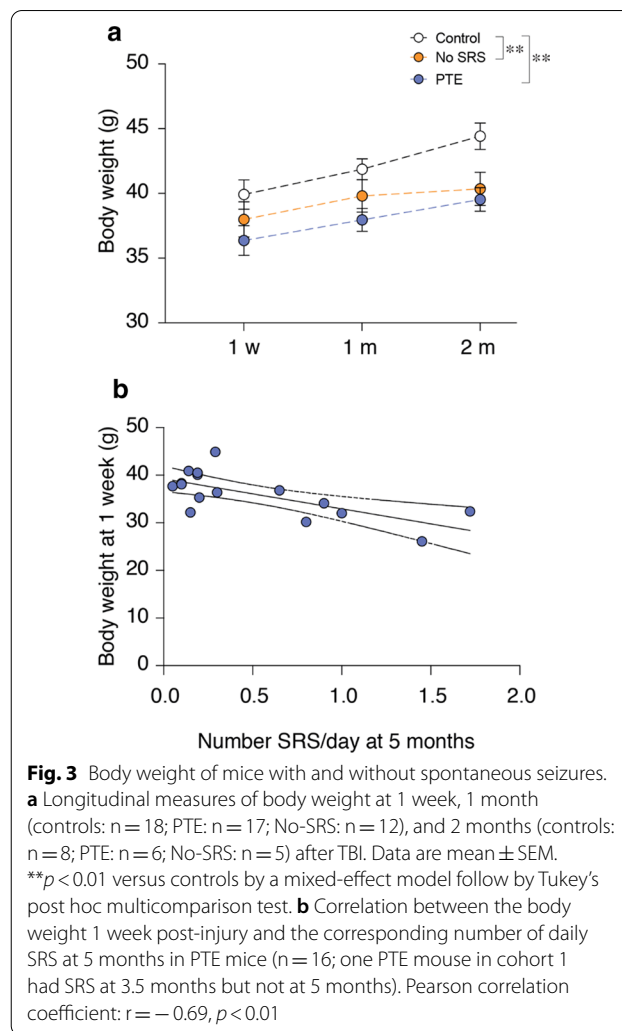 a
Control
No SRS
PTE
**
**
Body weight (g)
50
45
40
35
30
1 w
1 m
2 m
b
Body weight at 1 week (g)
50
40
30
20
10
0
0.0
0.5
1.0
1.5
2.0
Number SRS/day at 5 months
Fig. 3 Body weight of mice with and without spontaneous seizures.
a Longitudinal measures of body weight at 1 week, 1 month
(controls: n = 18; PTE: n = 17; No-SRS: n = 12), and 2 months (controls:
n = 8; PTE: n = 6; No-SRS: n = 5) after TBI. Data are mean ± SEM.
**p < 0.01 versus controls by a mixed-effect model follow by Tukey's
post hoc multicomparison test. b Correlation between the body
weight 1 week post-injury and the corresponding number of daily
SRS at 5 months in PTE mice (n = 16; one PTE mouse in cohort 1
had SRS at 3.5 months but not at 5 months). Pearson correlation
coefficient: r = − 0.69, p < 0.01